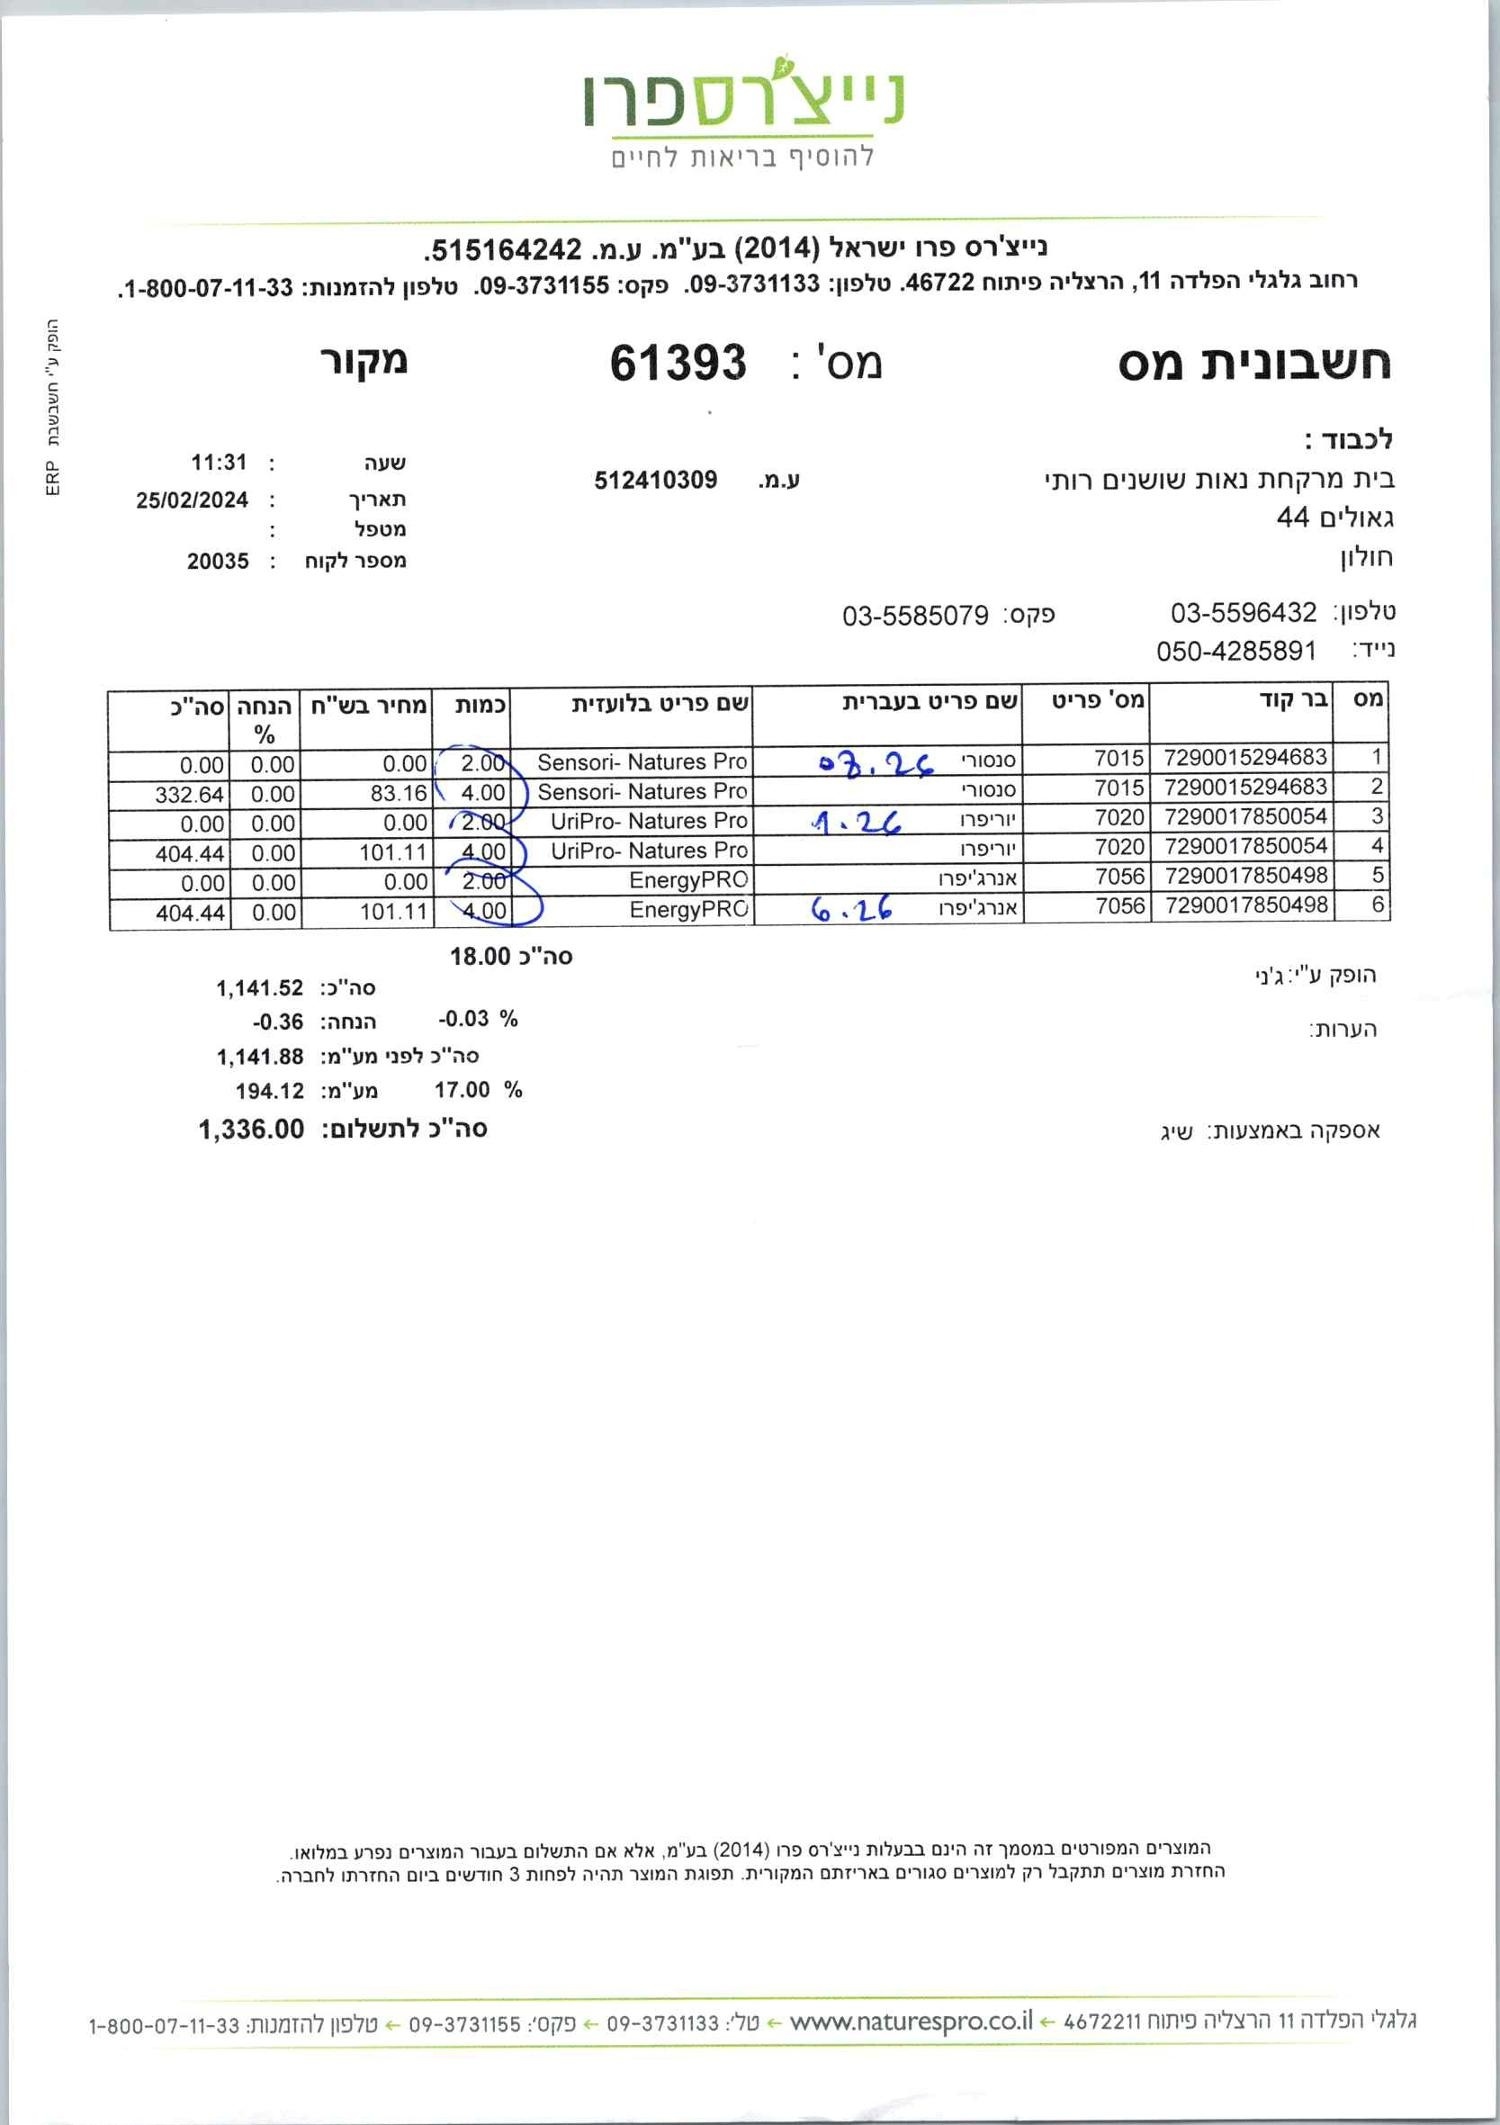 נייצ'רספרו
להוסיף בריאות לחיים
נייצ'רס פרו ישראל (2014) בע"מ. ע.מ. 515164242.
רחוב גלגלי הפלדה 11, הרצליה פיתוח 46722. טלפון: 09-3731133. פקס: 09-3731155. טלפון להזמנות: 1-800-07-11-33.
הופק ע"י חשבשבת ERP
חשבונית מס מס' : 61393 מקור
לכבוד :
בית מרקחת נאות שושנים רותי ע.מ. 512410309
גאולים 44
חולון
שעה : 11:31
תאריך : 25/02/2024
מטפל :
מספר לקוח : 20035
טלפון: 03-5596432 פקס: 03-5585079
נייד: 050-4285891
מס בר קוד מס' פריט שם פריט בעברית שם פריט בלועזית כמות מחיר בש"ח הנחה % סה"כ
1 7290015294683 7015 סנסורי 08.26 Sensori- Natures Pro 2.00 0.00 0.00 0.00
2 7290015294683 7015 סנסורי Sensori- Natures Pro 4.00 83.16 0.00 332.64
3 7290017850054 7020 יוריפרו 1.26 UriPro- Natures Pro 2.00 0.00 0.00 0.00
4 7290017850054 7020 יוריפרו UriPro- Natures Pro 4.00 101.11 0.00 404.44
5 7290017850498 7056 אנרג'יפרו EnergyPRO 2.00 0.00 0.00 0.00
6 7290017850498 7056 אנרג'יפרו 6.26 EnergyPRO 4.00 101.11 0.00 404.44
סה"כ 18.00
הופק ע"י: ג'ני
הערות:
סה"כ: 1,141.52
% -0.03 הנחה: -0.36
סה"כ לפני מע"מ: 1,141.88
% 17.00 מע"מ: 194.12
סה"כ לתשלום: 1,336.00
אספקה באמצעות: שיג
המוצרים המפורטים במסמך זה הינם בבעלות נייצ'רס פרו (2014) בע"מ, אלא אם התשלום בעבור המוצרים נפרע במלואו.
החזרת מוצרים תתקבל רק למוצרים סגורים באריזתם המקורית. תפוגת המוצר תהיה לפחות 3 חודשים ביום החזרתו לחברה.
גלגלי הפלדה 11 הרצליה פיתוח 4672211 ← www.naturespro.co.il ← טל': 09-3731133 ← פקס': 09-3731155 ← טלפון להזמנות: 1-800-07-11-33